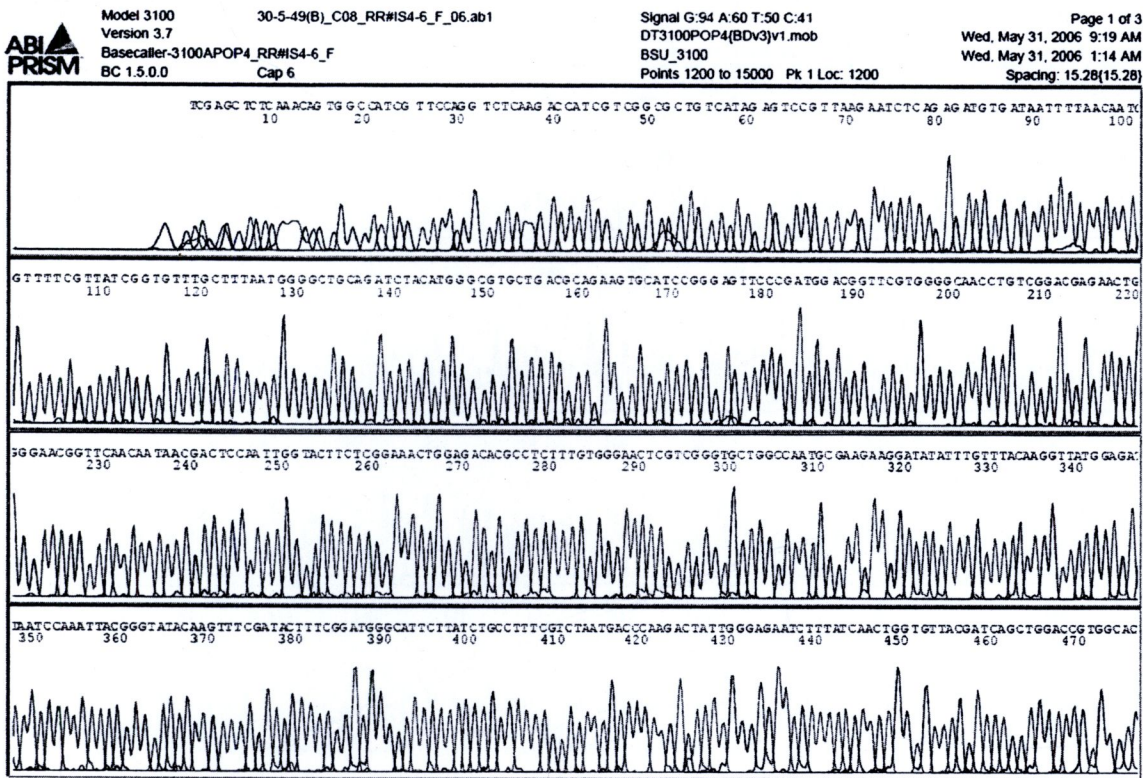 ABI PRISM
Model 3100
Version 3.7
Basecaller-3100APOP4_RR#IS4-6_F
BC 1.5.0.0 Cap 6
30-5-49(B)_C08_RR#IS4-6_F_06.ab1
Signal G:94 A:60 T:50 C:41
DT3100POP4{BDv3}v1.mob
BSU_3100
Points 1200 to 15000 Pk 1 Loc: 1200
Page 1 of 3
Wed, May 31, 2006 9:19 AM
Wed, May 31, 2006 1:14 AM
Spacing: 15.28{15.28}
TCGAGCTCTCAAACAGTGGCCATCGTTTCCAGGTCTCAAGACCATCGTCGGCGCTGTCATAGAGTCCGTTAAGAATCTCAGAGATGTGATAATTTTAACAATC
10 20 30 40 50 60 70 80 90 100
GTTTTCGTTATCGGTGTTTGCTTTAATGGGGCTGCAGATCTACATGGGCGTGCTGACGCAGAAGTGCATCCGGGAGTTCCCGATGGACGGTTCGTGGGGCAACCTGTCGGACGAGAACTG
110 120 130 140 150 160 170 180 190 200 210 220
GGGAACGGTTCAACAATAACGACTCCAATTGGTACTTCTCGGAAACTGGAGACACGCCTCTTTGTGGGAACTCGTCGGGTGCTGGCCAATGCGAAGAAGGATATATTTGTTTACAAGGTTATGGAGA
230 240 250 260 270 280 290 300 310 320 330 340
AATCCAAATTACGGGTATACAAGTTTCGATACTTTCGGATGGGCATTCTTATCTGCCTTTCGTCTAATGACCCAAGACTATTGGGAGAATCTTTATCAACTGGTGTTACGATCAGCTGGACCGTGGCAC
350 360 370 380 390 400 410 420 430 440 450 460 470